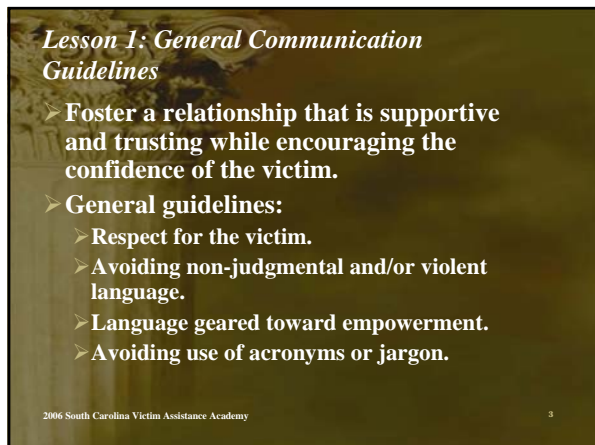 Lesson 1: General Communication
Guidelines
➢Foster a relationship that is supportive
and trusting while encouraging the
confidence of the victim.
➢General guidelines:
➢Respect for the victim.
➢Avoiding non-judgmental and/or violent
language.
➢Language geared toward empowerment.
➢Avoiding use of acronyms or jargon.
2006 South Carolina Victim Assistance Academy 3